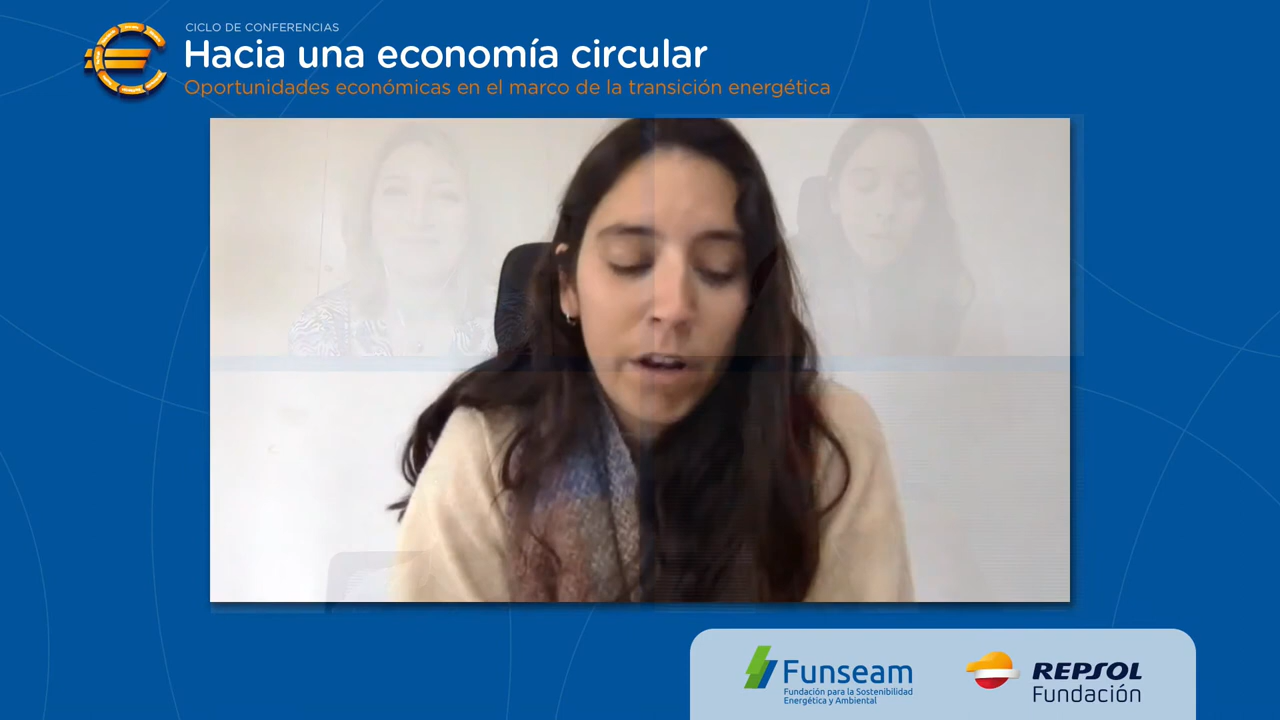 CICLO DE CONFERENCIAS
Hacia una economía circular
Oportunidades económicas en el marco de la transición energética
Funseam
Fundación para la Sostenibilidad
Energética y Ambiental
REPSOL
Fundación